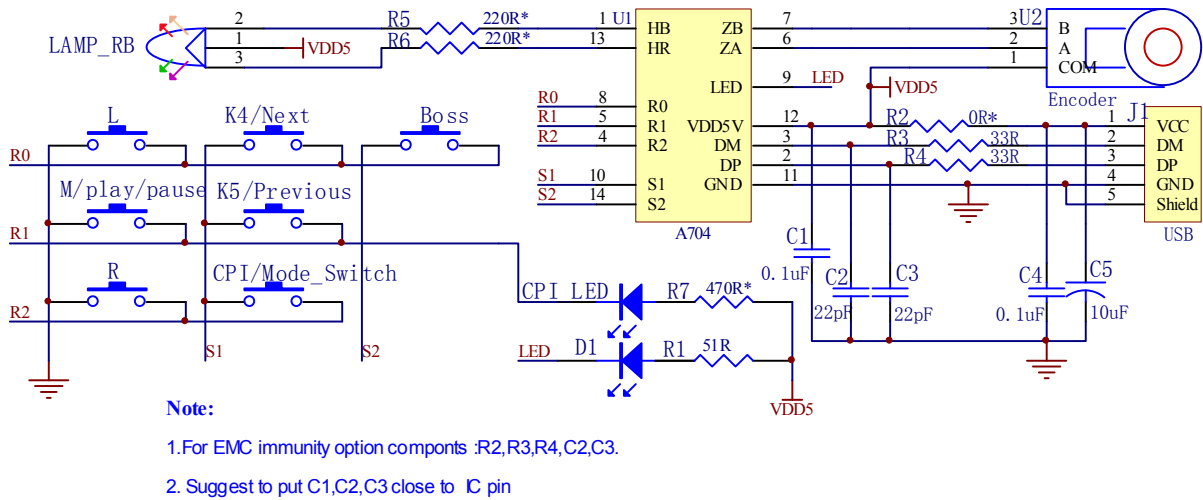 LAMP_RB
2
1
3
VDD5
R5
220R*
R6
220R*
1
13
U1
HB
HR
ZB
ZA
LED
R0
R1
R2
VDD5V
DM
DP
GND
S1
S2
A704
7
6
9
LED
12
3
2
11
R0
8
R1
5
R2
4
S1
10
S2
14
U2
3
2
1
B
A
COM
Encoder
VDD5
R2
0R*
R3
33R
R4
33R
J1
1
2
3
4
5
VCC
DM
DP
GND
Shield
USB
L
K4/Next
Boss
R0
M/play/pause
K5/Previous
R1
R
CPI/Mode_Switch
R2
S1
S2
CPI LED
R7
470R*
LED
D1
R1
51R
VDD5
C1
0.1uF
C2
22pF
C3
22pF
C4
0.1uF
C5
10uF
Note:
1.For EMC immunity option componts :R2,R3,R4,C2,C3.
2. Suggest to put C1,C2,C3 close to IC pin